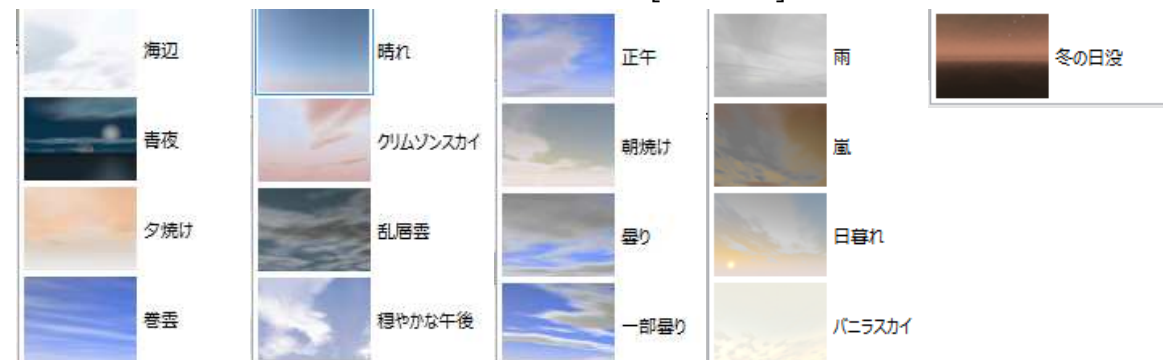 海辺
青夜
夕焼け
巻雲
晴れ
クリムゾンスカイ
乱層雲
穏やかな午後
正午
朝焼け
曇り
一部曇り
雨
嵐
日暮れ
バニラスカイ
冬の日没